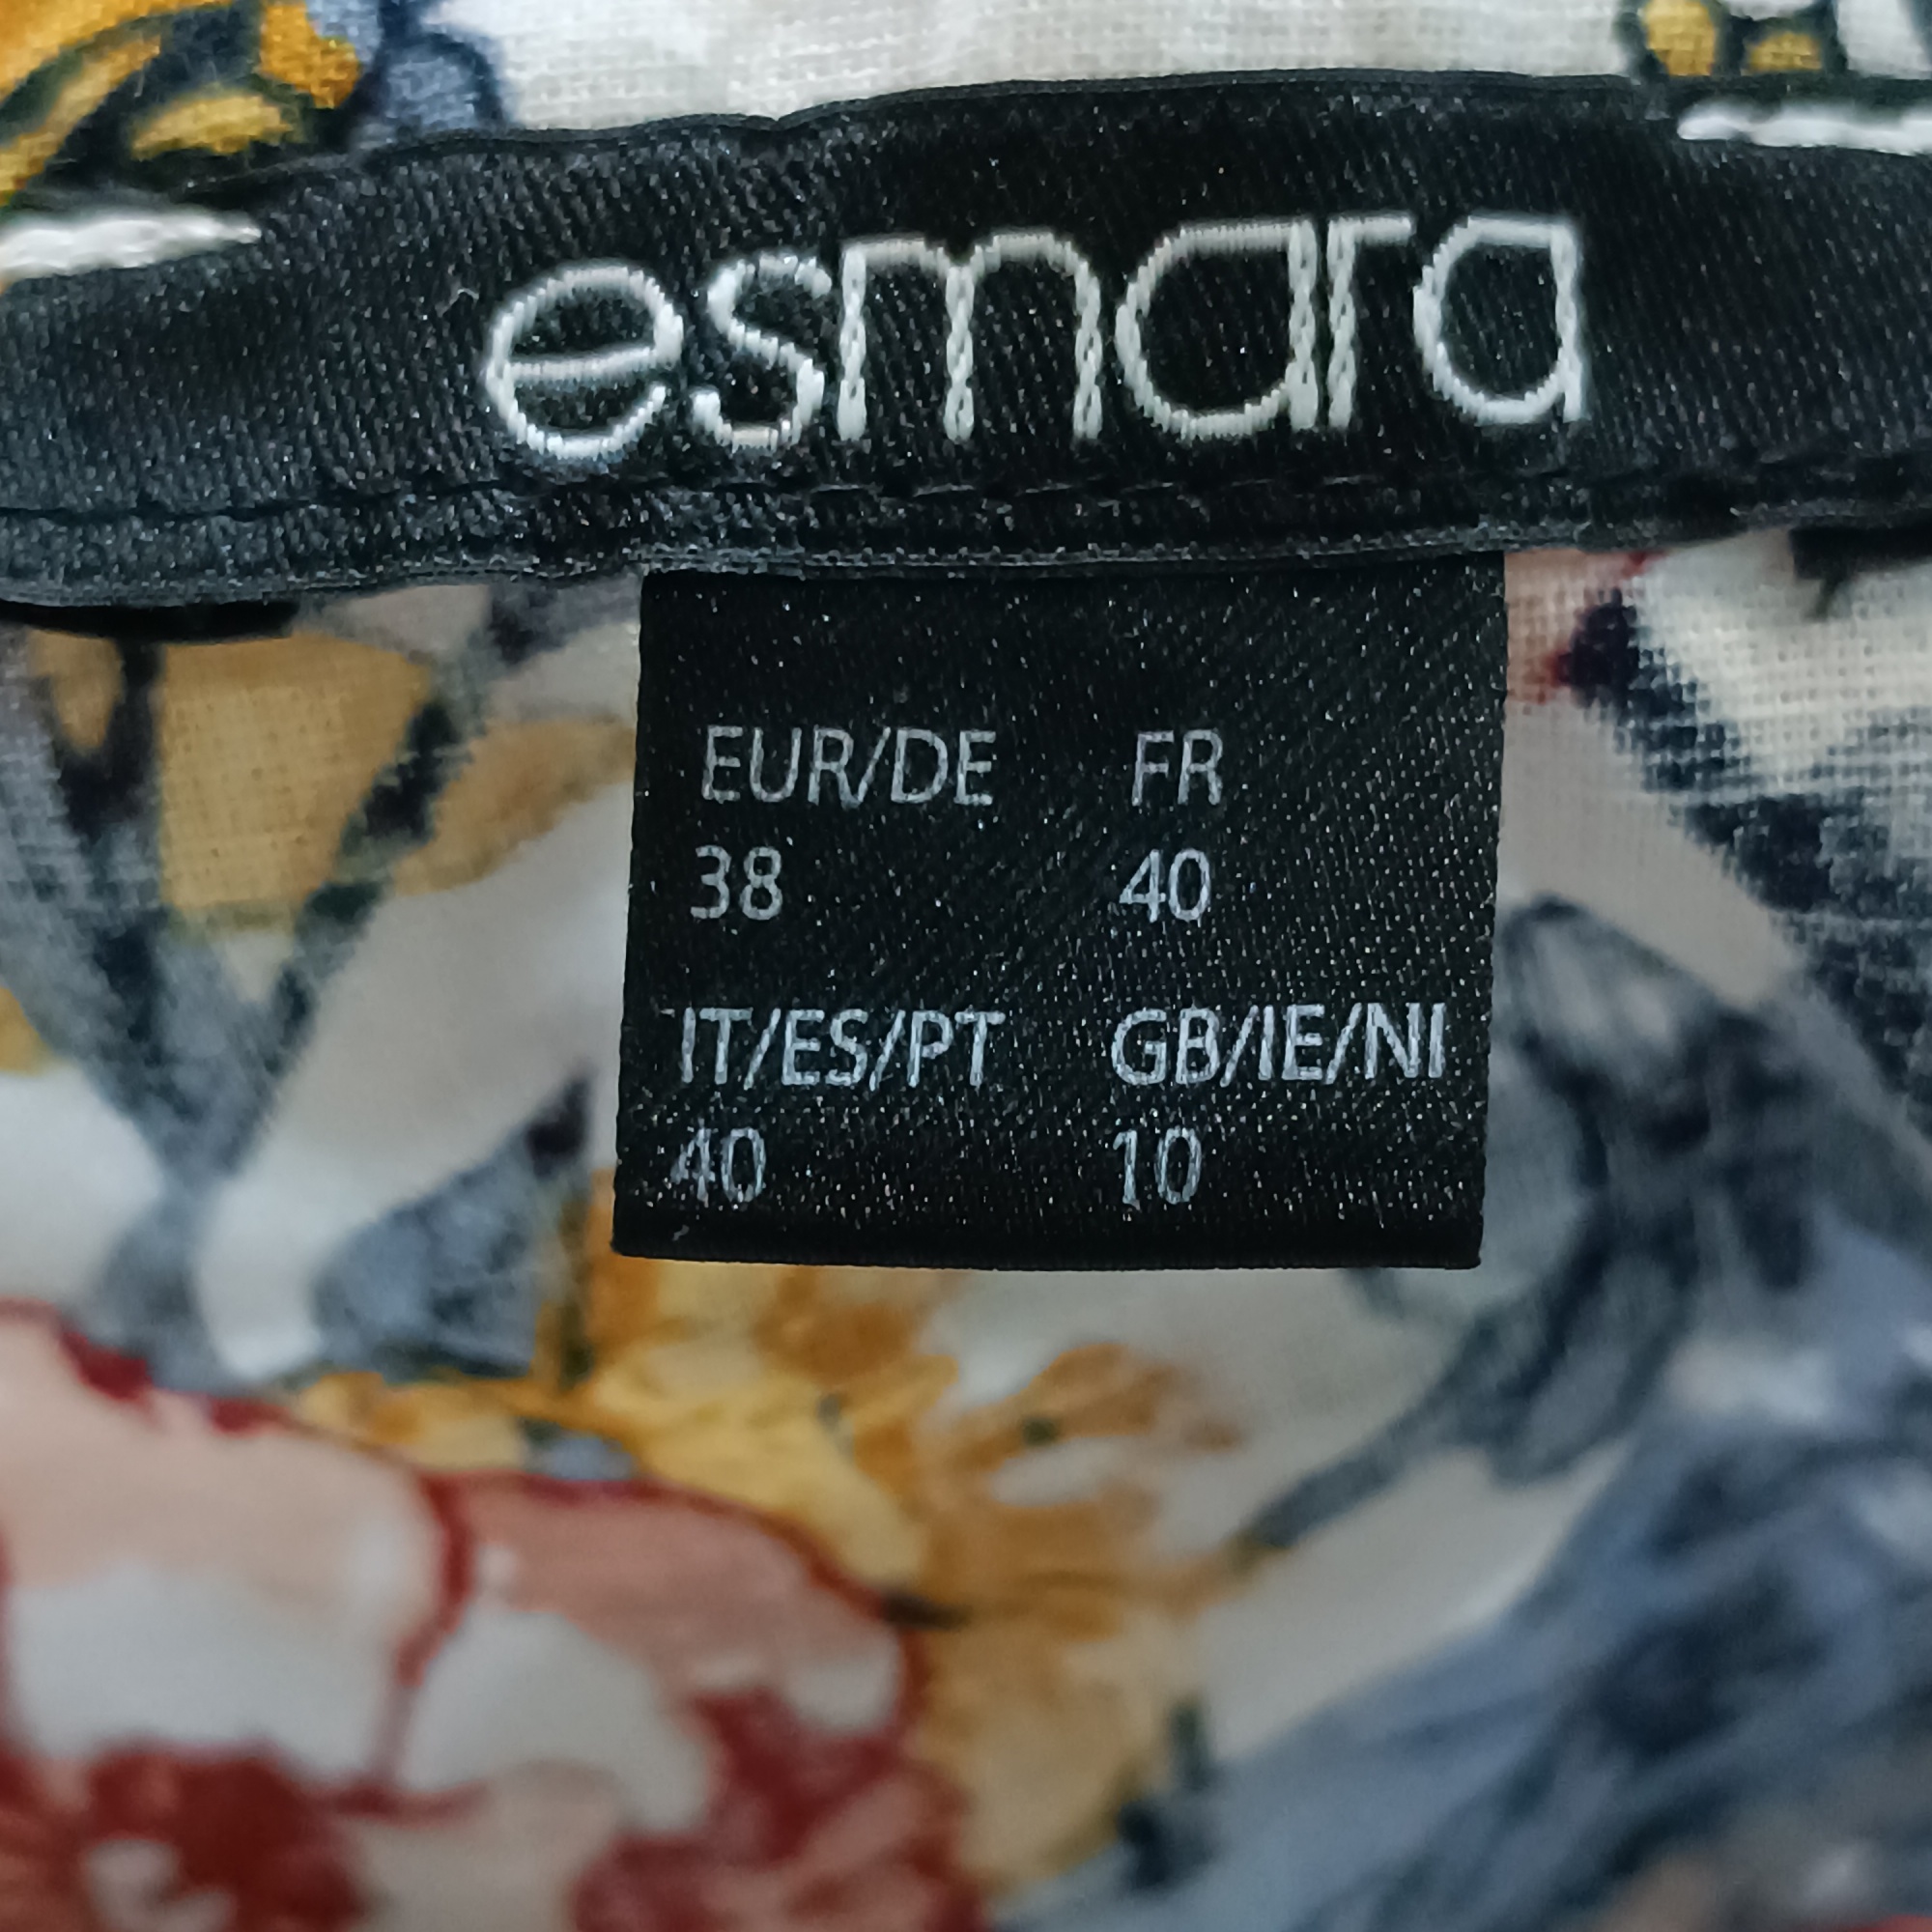 esmara
EUR/DE FR
38 40
IT/ES/PT GB/IE/NI
40 10